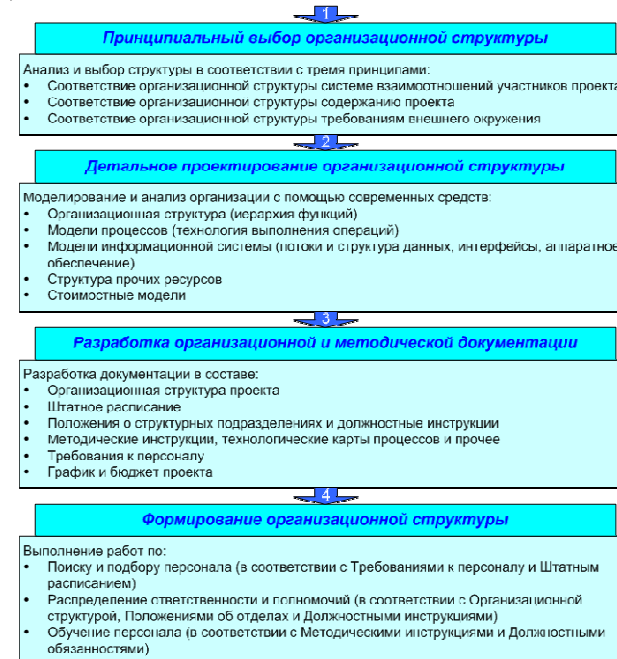 1
Принципиальный выбор организационной структуры
Анализ и выбор структуры в соответствии с тремя принципами:
• Соответствие организационной структуры системе взаимоотношений участников проекта
• Соответствие организационной структуры содержанию проекта
• Соответствие организационной структуры требованиям внешнего окружения
2
Детальное проектирование организационной структуры
Моделирование и анализ организации с помощью современных средств:
• Организационная структура (иерархия функций)
• Модели процессов (технология выполнения операций)
• Модели информационной системы (потоки и структура данных, интерфейсы, аппаратное
обеспечение)
• Структура прочих ресурсов
• Стоимостные модели
3
Разработка организационной и методической документации
Разработка документации в составе:
• Организационная структура проекта
• Штатное расписание
• Положения о структурных подразделениях и должностные инструкции
• Методические инструкции, технологические карты процессов и прочее
• Требования к персоналу
• График и бюджет проекта
4
Формирование организационной структуры
Выполнение работ по:
• Поиску и подбору персонала (в соответствии с Требованиями к персоналу и Штатным
расписанием)
• Распределение ответственности и полномочий (в соответствии с Организационной
структурой, Положениями об отделах и Должностными инструкциями)
• Обучение персонала (в соответствии с Методическими инструкциями и Должностными
обязанностями)